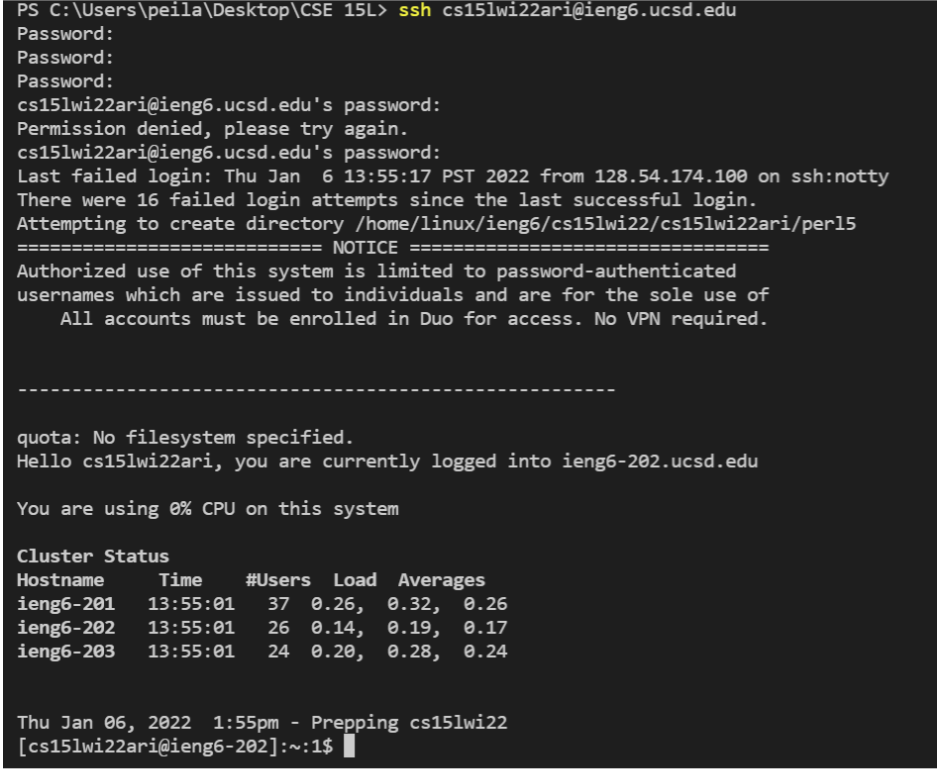 PS C:\Users\peila\Desktop\CSE 15L> ssh cs15lwi22ari@ieng6.ucsd.edu
Password:
Password:
Password:
cs15lwi22ari@ieng6.ucsd.edu's password:
Permission denied, please try again.
cs15lwi22ari@ieng6.ucsd.edu's password:
Last failed login: Thu Jan  6 13:55:17 PST 2022 from 128.54.174.100 on ssh:notty
There were 16 failed login attempts since the last successful login.
Attempting to create directory /home/linux/ieng6/cs15lwi22/cs15lwi22ari/perl5
============================ NOTICE =================================
Authorized use of this system is limited to password-authenticated
usernames which are issued to individuals and are for the sole use of
    All accounts must be enrolled in Duo for access. No VPN required.
-------------------------------------------------------
quota: No filesystem specified.
Hello cs15lwi22ari, you are currently logged into ieng6-202.ucsd.edu
You are using 0% CPU on this system
Cluster Status
Hostname     Time    #Users  Load  Averages
ieng6-201   13:55:01   37  0.26,  0.32,  0.26
ieng6-202   13:55:01   26  0.14,  0.19,  0.17
ieng6-203   13:55:01   24  0.20,  0.28,  0.24
Thu Jan 06, 2022  1:55pm - Prepping cs15lwi22
[cs15lwi22ari@ieng6-202]:~:1$